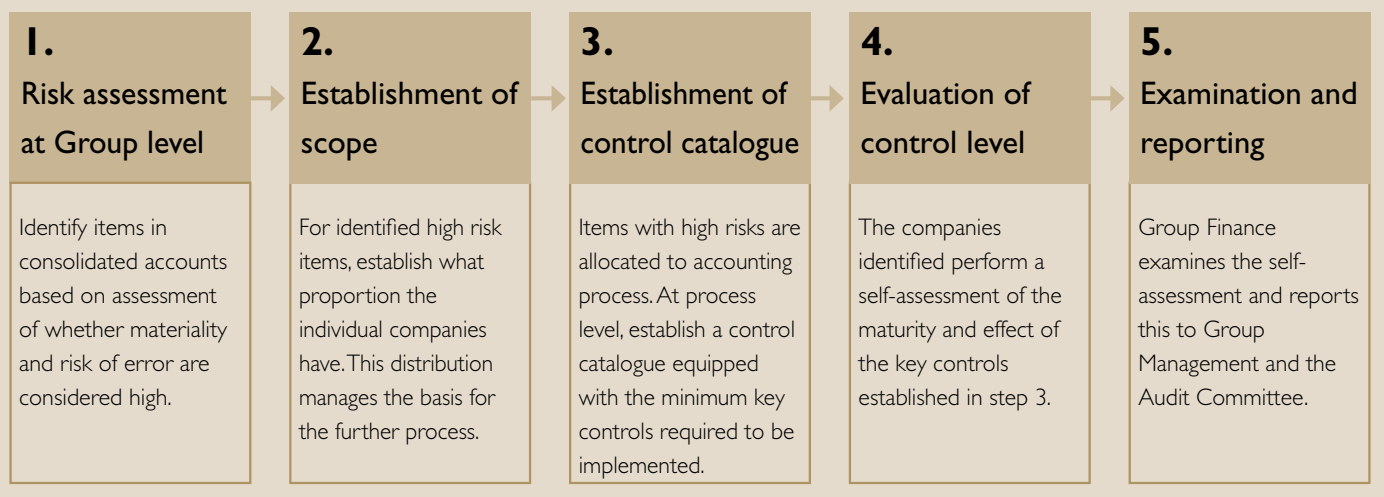 1.
Risk assessment
at Group level
Identify items in
consolidated accounts
based on assessment
of whether materiality
and risk of error are
considered high.
2.
Establishment of
scope
For identified high risk
items, establish what
proportion the
individual companies
have. This distribution
manages the basis for
the further process.
3.
Establishment of
control catalogue
Items with high risks are
allocated to accounting
process. At process
level, establish a control
catalogue equipped
with the minimum key
controls required to be
implemented.
4.
Evaluation of
control level
The companies
identified perform a
self-assessment of the
maturity and effect of
the key controls
established in step 3.
5.
Examination and
reporting
Group Finance
examines the self-
assessment and reports
this to Group
Management and the
Audit Committee.